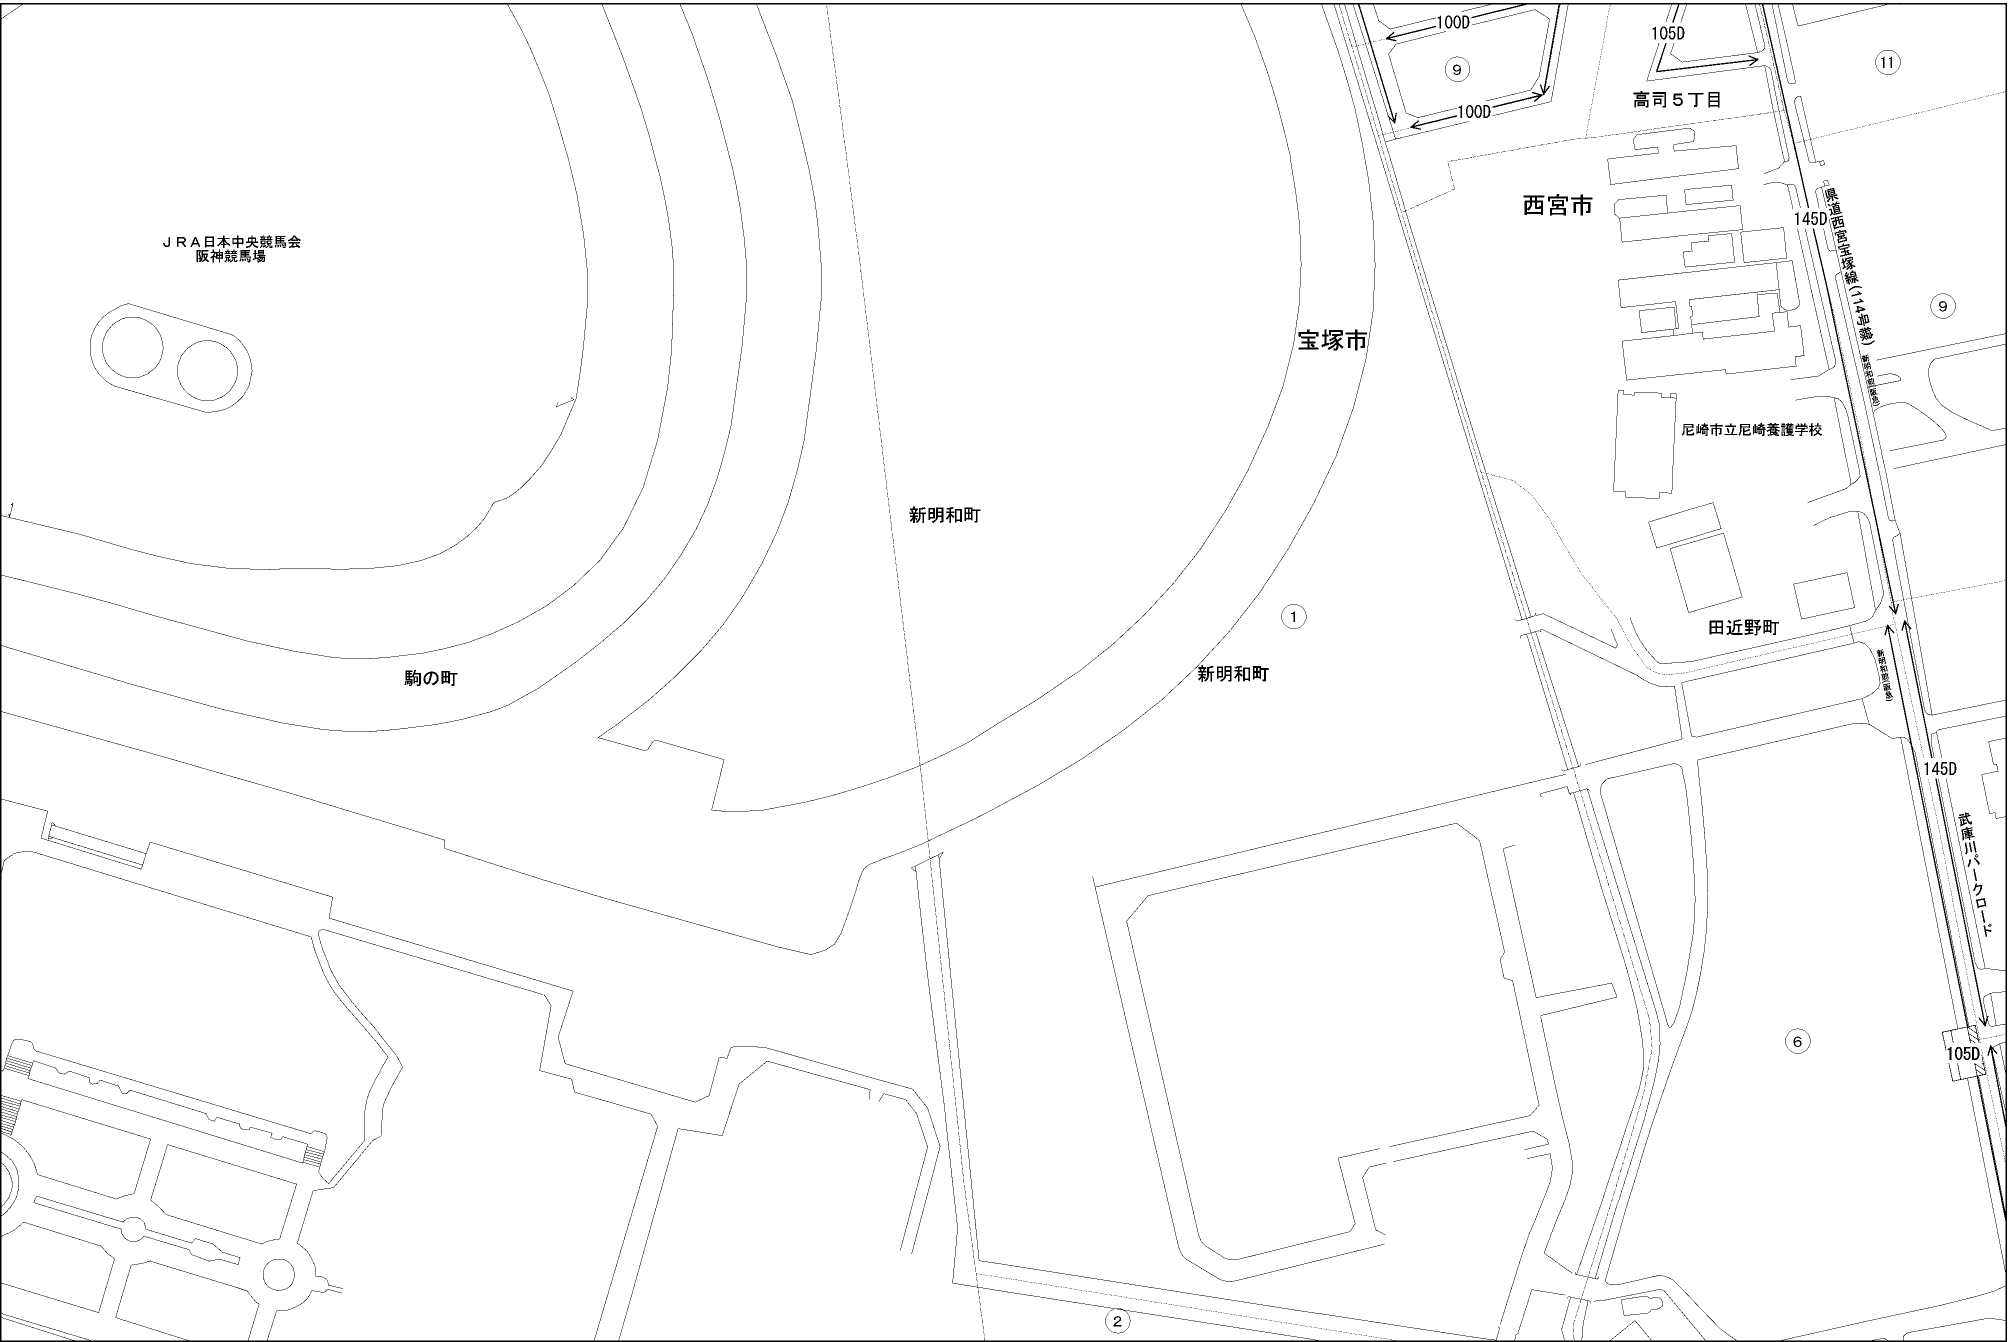 100D
105D
⑨
⑪
100D
高司５丁目
西宮市
145D
県道西宮宝塚線(114号線)
ＪＲＡ日本中央競馬会
阪神競馬場
⑨
宝塚市
尼崎市立尼崎養護学校
新明和町
①
田近野町
駒の町
新明和町
145D
武庫川パークロード
⑥
105D
②